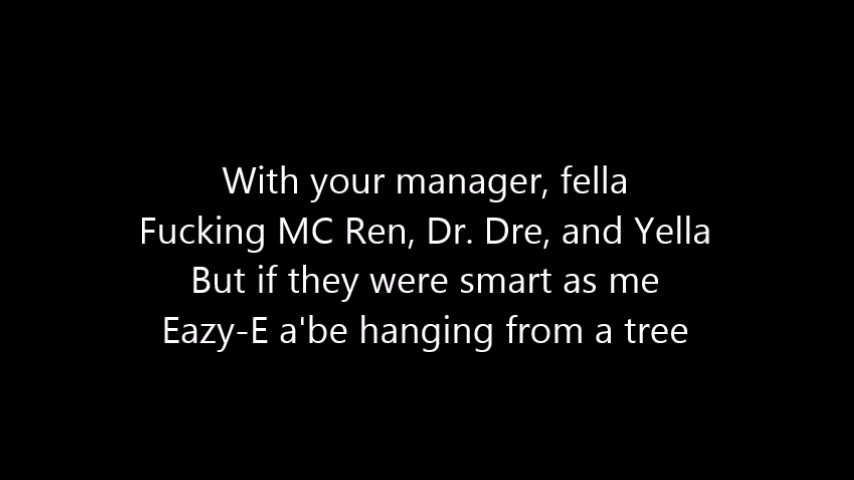 With your manager, fella
Fucking MC Ren, Dr. Dre, and Yella
But if they were smart as me
Eazy-E a'be hanging from a tree